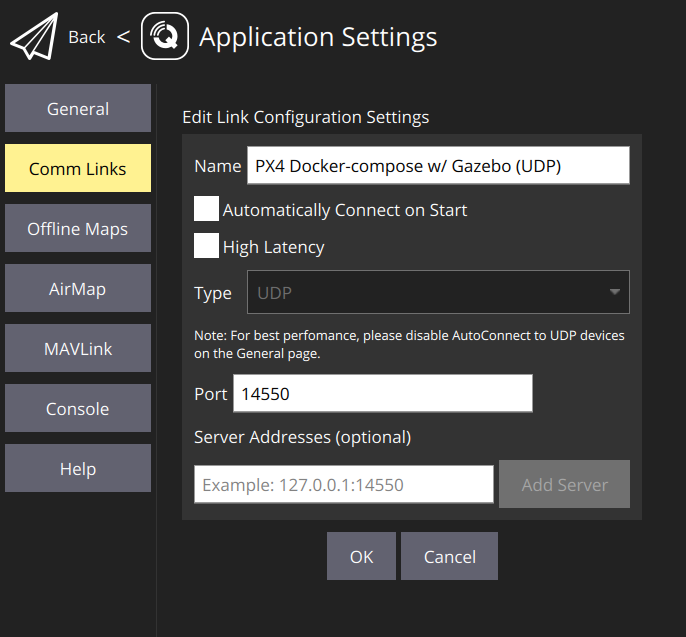 Back < Application Settings
General
Comm Links
Offline Maps
AirMap
MAVLink
Console
Help
Edit Link Configuration Settings
Name PX4 Docker-compose w/ Gazebo (UDP)
Automatically Connect on Start
High Latency
Type UDP
Note: For best perfomance, please disable AutoConnect to UDP devices
on the General page.
Port 14550
Server Addresses (optional)
Example: 127.0.0.1:14550 Add Server
OK Cancel